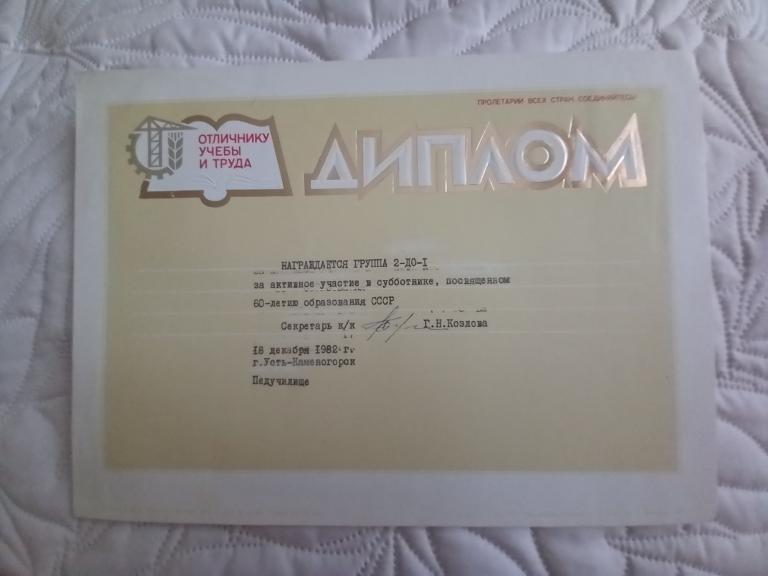 ПРОЛЕТАРИИ ВСЕХ СТРАН, СОЕДИНЯЙТЕСЬ!
ОТЛИЧНИКУ
УЧЕБЫ
И ТРУДА
ДИПЛОМ
НАГРАЖДАЕТСЯ ГРУППА 2-ДО-I
за активное участие в субботнике, посвященном
60-летию образования СССР
Секретарь к/к Г.Н.Козлова
18 декабря 1982 г.
г.Усть-Каменогорск
Педучилище